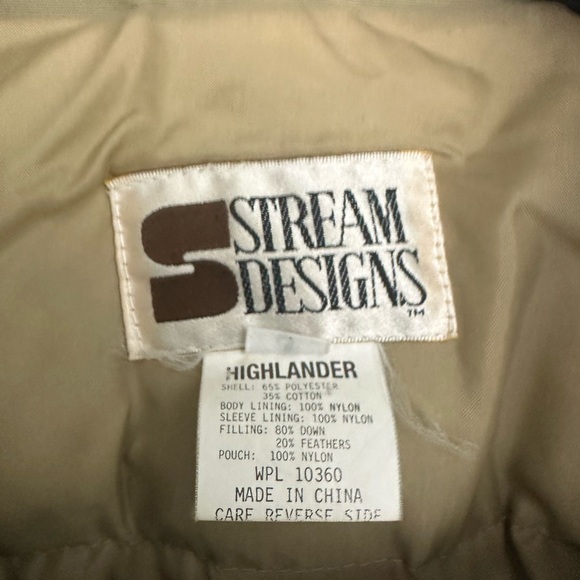 STREAM
DESIGNS
TM
HIGHLANDER
SHELL: 65% POLYESTER
35% COTTON
BODY LINING: 100% NYLON
SLEEVE LINING: 100% NYLON
FILLING: 80% DOWN
20% FEATHERS
POUCH: 100% NYLON
WPL 10360
MADE IN CHINA
CARE REVERSE SIDE